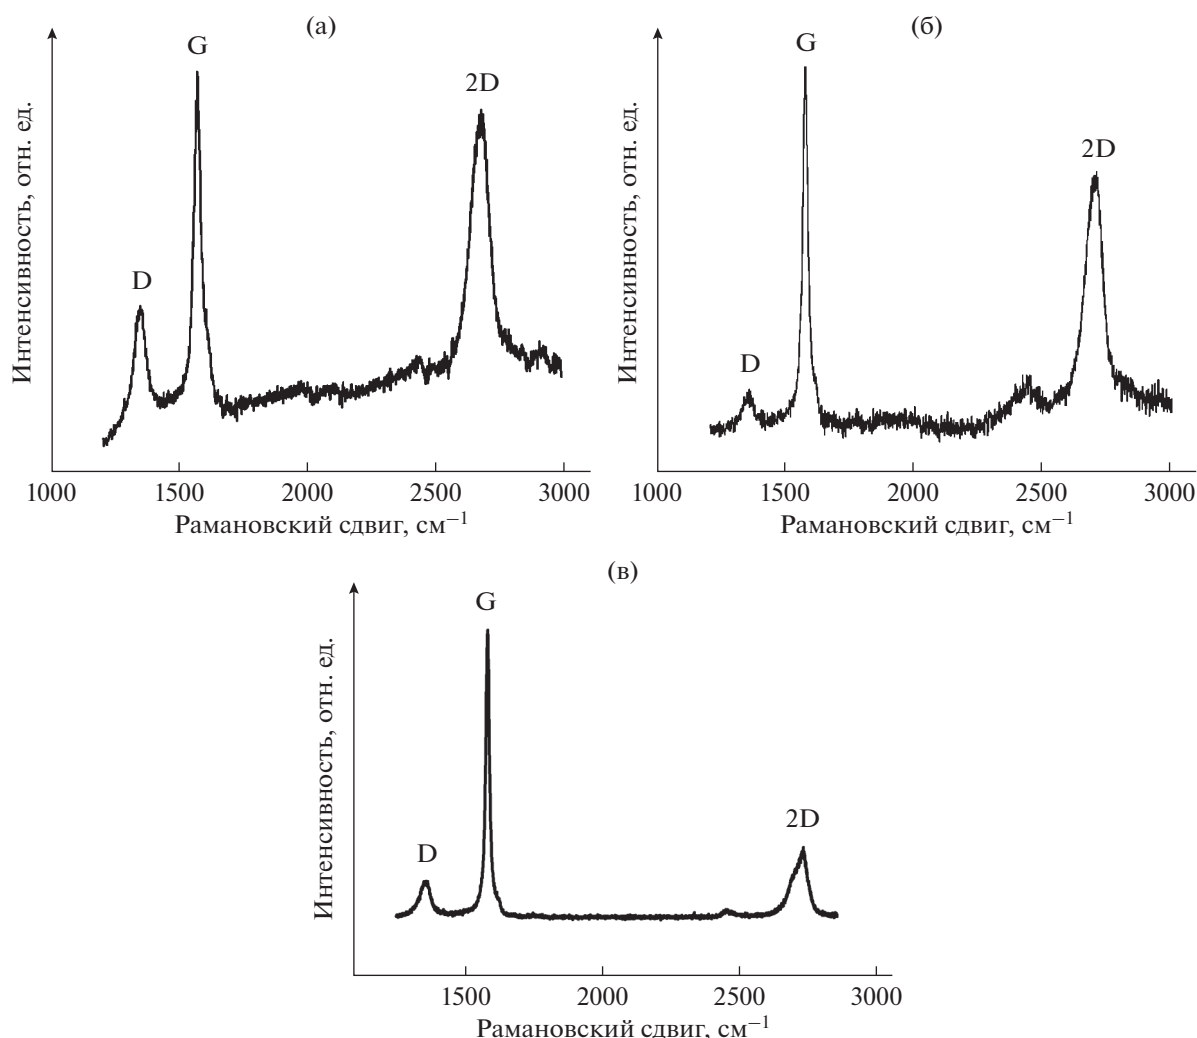 (а)
G
2D
D
Интенсивность, отн. ед.
1000 1500 2000 2500 3000
Рамановский сдвиг, см−1
(б)
G
2D
D
Интенсивность, отн. ед.
1000 1500 2000 2500 3000
Рамановский сдвиг, см−1
(в)
G
2D
D
Интенсивность, отн. ед.
1500 2000 2500 3000
Рамановский сдвиг, см−1